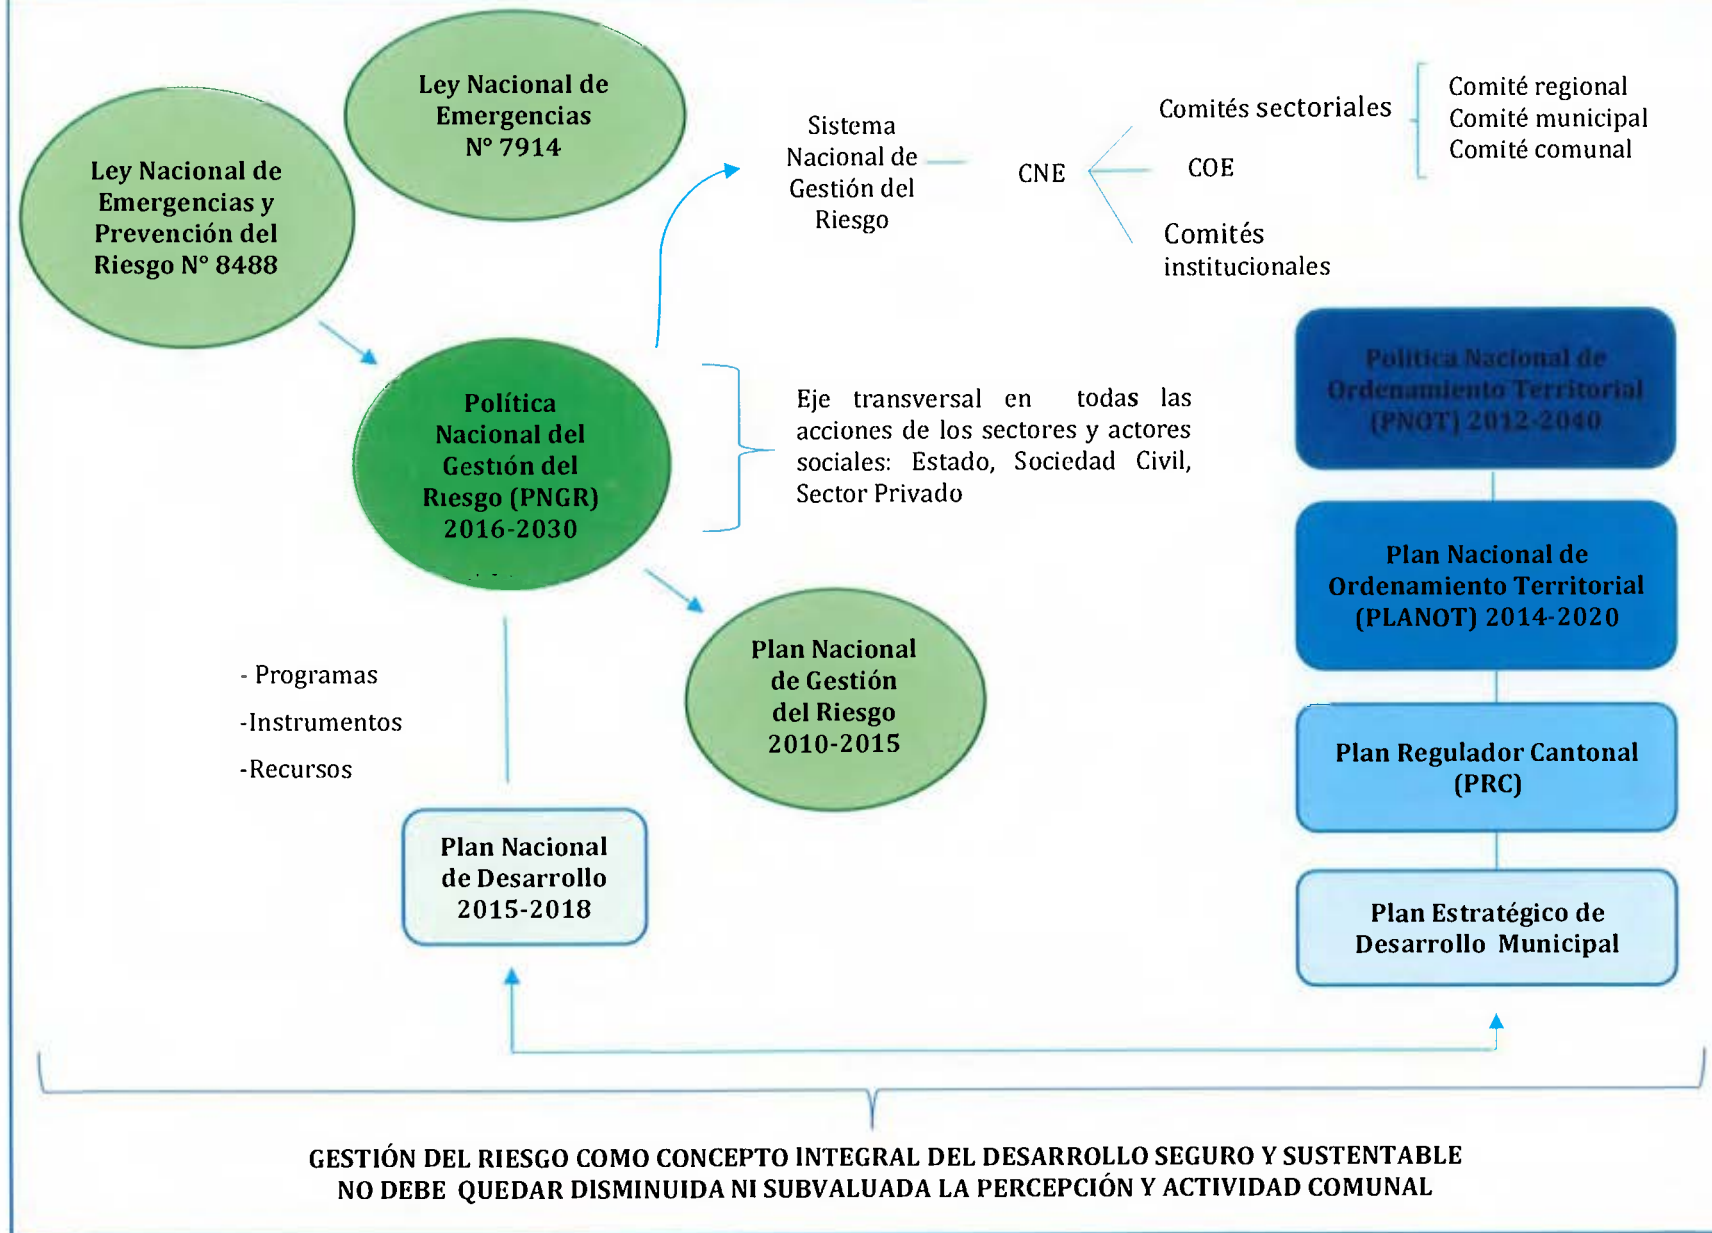 Ley Nacional de
Emergencias
N° 7914
Ley Nacional de
Emergencias y
Prevención del
Riesgo N° 8488
Sistema
Nacional de
Gestión del
Riesgo
CNE
Comités sectoriales
COE
Comités
institucionales
Comité regional
Comité municipal
Comité comunal
Política
Nacional del
Gestión del
Riesgo (PNGR)
2016-2030
Eje transversal en todas las
acciones de los sectores y actores
sociales: Estado, Sociedad Civil,
Sector Privado
Política Nacional de
Ordenamiento Territorial
(PNOT) 2012-2040
Plan Nacional de
Ordenamiento Territorial
(PLANOT) 2014-2020
Plan Regulador Cantonal
(PRC)
Plan Estratégico de
Desarrollo Municipal
- Programas
-Instrumentos
-Recursos
Plan Nacional
de Gestión
del Riesgo
2010-2015
Plan Nacional
de Desarrollo
2015-2018
GESTIÓN DEL RIESGO COMO CONCEPTO INTEGRAL DEL DESARROLLO SEGURO Y SUSTENTABLE
NO DEBE QUEDAR DISMINUIDA NI SUBVALUADA LA PERCEPCIÓN Y ACTIVIDAD COMUNAL